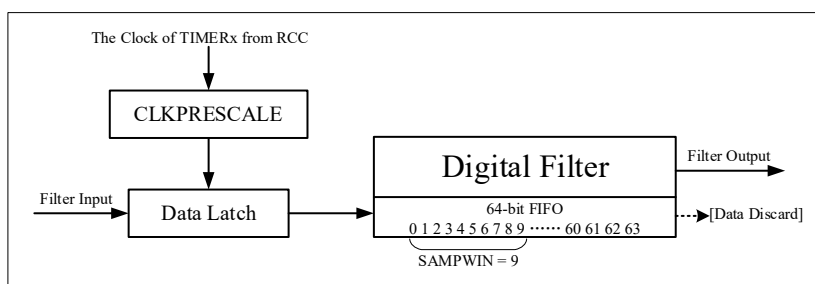 The Clock of TIMERx from RCC
CLKPRESCALE
Digital Filter
Filter Output
Filter Input
Data Latch
64-bit FIFO
[Data Discard]
0 1 2 3 4 5 6 7 8 9 ······ 60 61 62 63
SAMPWIN = 9